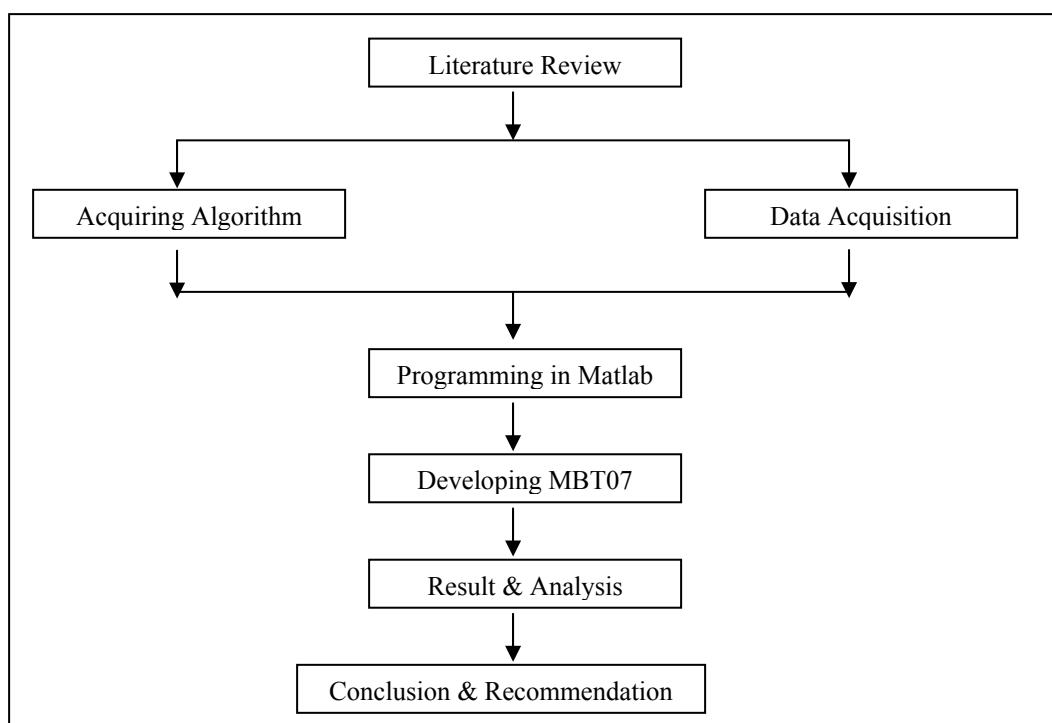 Literature Review
Acquiring Algorithm
Data Acquisition
Programming in Matlab
Developing MBT07
Result & Analysis
Conclusion & Recommendation